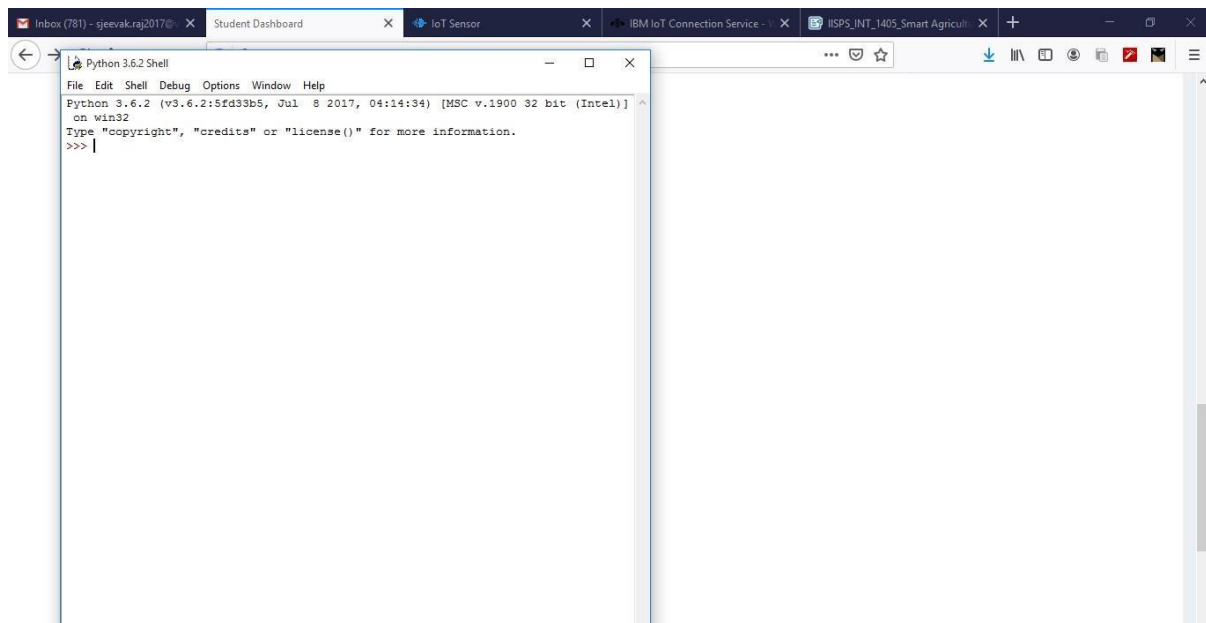 Inbox (781) - sjeevak.raj2017@v
Student Dashboard
IoT Sensor
IBM IoT Connection Service -
IISPS_INT_1405_Smart Agricultu
Python 3.6.2 Shell
File Edit Shell Debug Options Window Help
Python 3.6.2 (v3.6.2:5fd33b5, Jul 8 2017, 04:14:34) [MSC v.1900 32 bit (Intel)]
on win32
Type "copyright", "credits" or "license()" for more information.
>>>